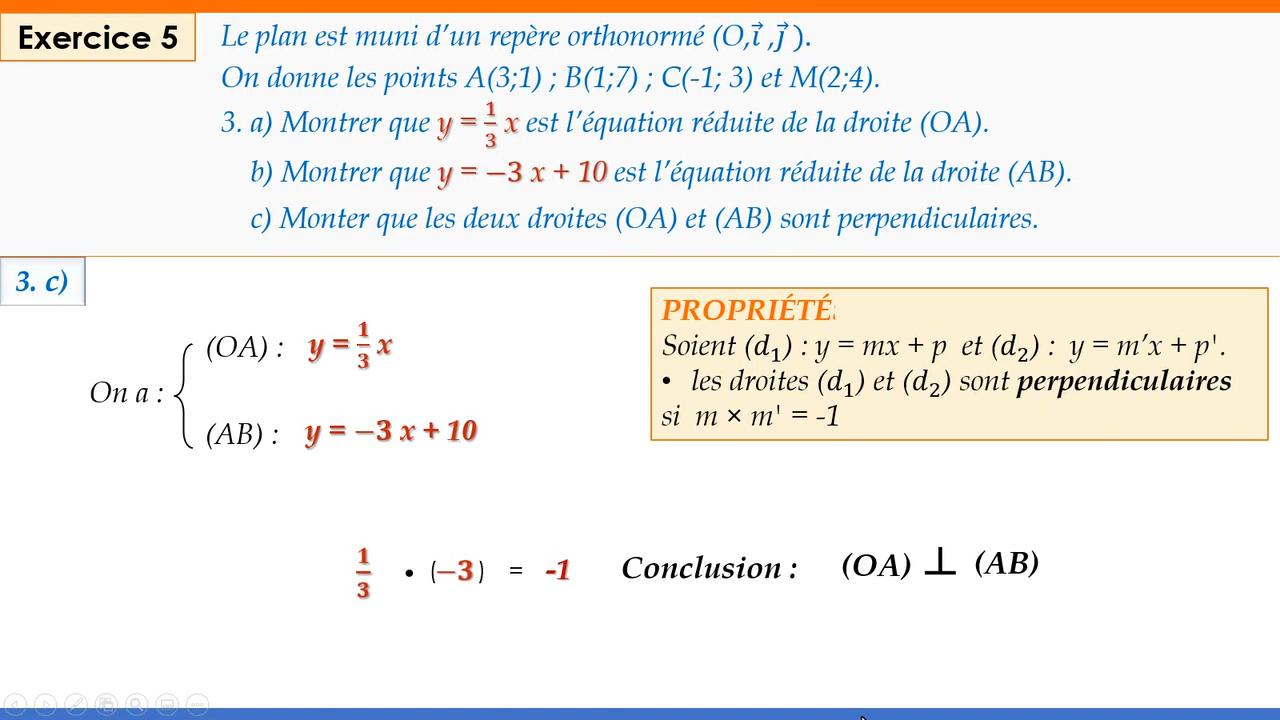 Exercice 5
Le plan est muni d'un repère orthonormé (O,i⃗ ,j⃗ ).
On donne les points A(3;1) ; B(1;7) ; C(-1; 3) et M(2;4).
3. a) Montrer que y = 1/3 x est l'équation réduite de la droite (OA).
b) Montrer que y = −3 x + 10 est l'équation réduite de la droite (AB).
c) Monter que les deux droites (OA) et (AB) sont perpendiculaires.
3. c)
On a :
(OA) : y = 1/3 x
(AB) : y = −3 x + 10
PROPRIÉTÉ
Soient (d₁) : y = mx + p et (d₂) : y = m'x + p'.
• les droites (d₁) et (d₂) sont perpendiculaires
si m × m' = -1
1/3 • (−3) = -1 Conclusion : (OA) ⊥ (AB)